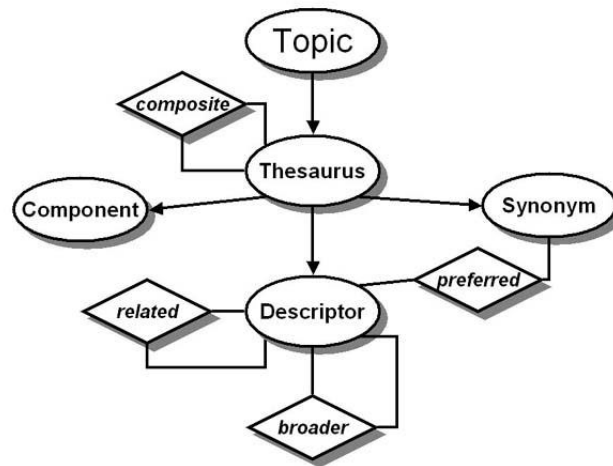 Topic
composite
Thesaurus
Component
Synonym
preferred
related
Descriptor
broader